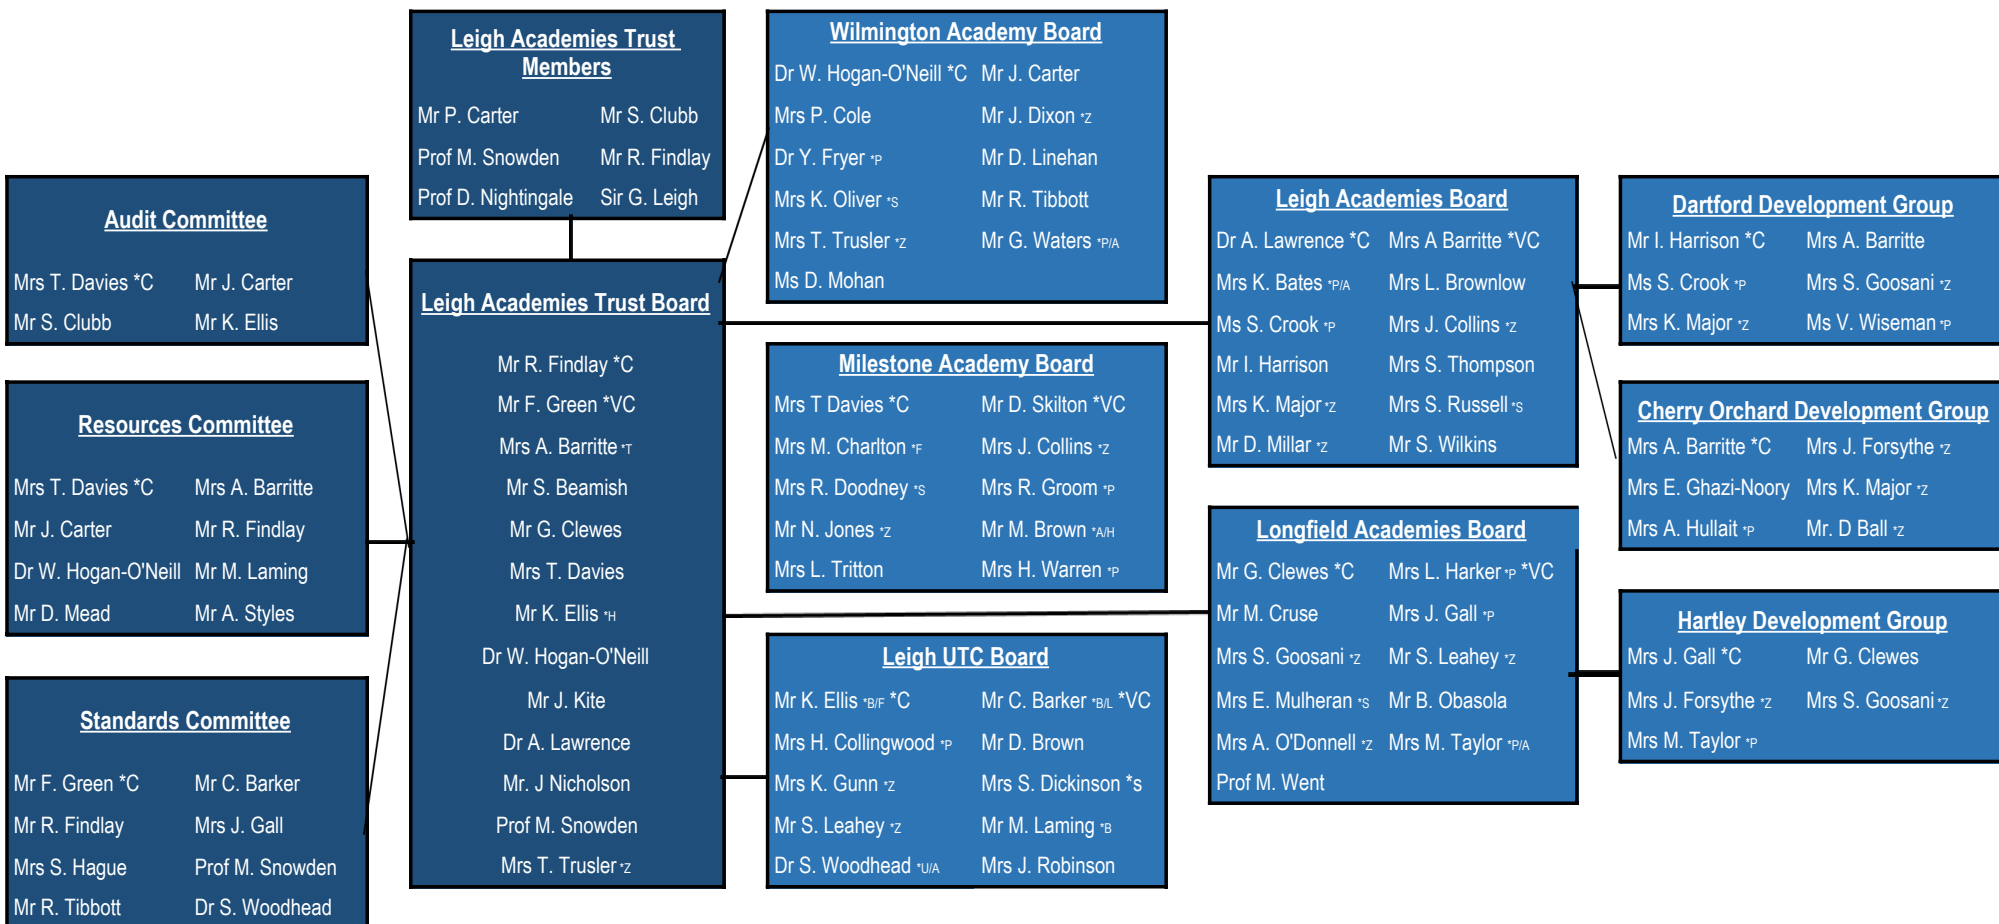 Leigh Academies Trust
Members
Mr P. Carter Mr S. Clubb
Prof M. Snowden Mr R. Findlay
Prof D. Nightingale Sir G. Leigh
Audit Committee
Mrs T. Davies *C Mr J. Carter
Mr S. Clubb Mr K. Ellis
Resources Committee
Mrs T. Davies *C Mrs A. Barritte
Mr J. Carter Mr R. Findlay
Dr W. Hogan-O'Neill Mr M. Laming
Mr D. Mead Mr A. Styles
Standards Committee
Mr F. Green *C Mr C. Barker
Mr R. Findlay Mrs J. Gall
Mrs S. Hague Prof M. Snowden
Mr R. Tibbott Dr S. Woodhead
Leigh Academies Trust Board
Mr R. Findlay *C
Mr F. Green *VC
Mrs A. Barritte *T
Mr S. Beamish
Mr G. Clewes
Mrs T. Davies
Mr K. Ellis *H
Dr W. Hogan-O'Neill
Mr J. Kite
Dr A. Lawrence
Mr. J Nicholson
Prof M. Snowden
Mrs T. Trusler *Z
Wilmington Academy Board
Dr W. Hogan-O'Neill *C Mr J. Carter
Mrs P. Cole Mr J. Dixon *Z
Dr Y. Fryer *P Mr D. Linehan
Mrs K. Oliver *S Mr R. Tibbott
Mrs T. Trusler *Z Mr G. Waters *P/A
Ms D. Mohan
Milestone Academy Board
Mrs T Davies *C Mr D. Skilton *VC
Mrs M. Charlton *F Mrs J. Collins *Z
Mrs R. Doodney *S Mrs R. Groom *P
Mr N. Jones *Z Mr M. Brown *A/H
Mrs L. Tritton Mrs H. Warren *P
Leigh UTC Board
Mr K. Ellis *B/F *C Mr C. Barker *B/L *VC
Mrs H. Collingwood *P Mr D. Brown
Mrs K. Gunn *Z Mrs S. Dickinson *s
Mr S. Leahey *Z Mr M. Laming *B
Dr S. Woodhead *U/A Mrs J. Robinson
Leigh Academies Board
Dr A. Lawrence *C Mrs A Barritte *VC
Mrs K. Bates *P/A Mrs L. Brownlow
Ms S. Crook *P Mrs J. Collins *Z
Mr I. Harrison Mrs S. Thompson
Mrs K. Major *Z Mrs S. Russell *S
Mr D. Millar *Z Mr S. Wilkins
Longfield Academies Board
Mr G. Clewes *C Mrs L. Harker *P *VC
Mr M. Cruse Mrs J. Gall *P
Mrs S. Goosani *Z Mr S. Leahey *Z
Mrs E. Mulheran *S Mr B. Obasola
Mrs A. O'Donnell *Z Mrs M. Taylor *P/A
Prof M. Went
Dartford Development Group
Mr I. Harrison *C Mrs A. Barritte
Ms S. Crook *P Mrs S. Goosani *Z
Mrs K. Major *Z Ms V. Wiseman *P
Cherry Orchard Development Group
Mrs A. Barritte *C Mrs J. Forsythe *Z
Mrs E. Ghazi-Noory Mrs K. Major *Z
Mrs A. Hullait *P Mr. D Ball *Z
Hartley Development Group
Mrs J. Gall *C Mr G. Clewes
Mrs J. Forsythe *Z Mrs S. Goosani *Z
Mrs M. Taylor *P